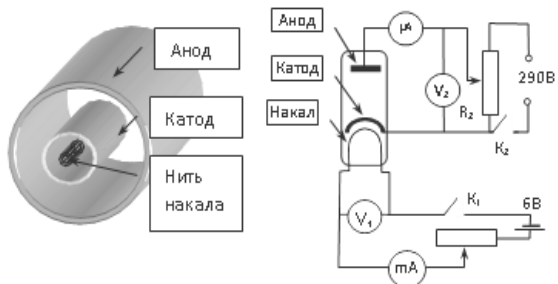 Анод
Катод
Нить
накала
Анод
Катод
Накал
μA
V₂
R₂
290В
K₂
V₁
K₁
6В
mA